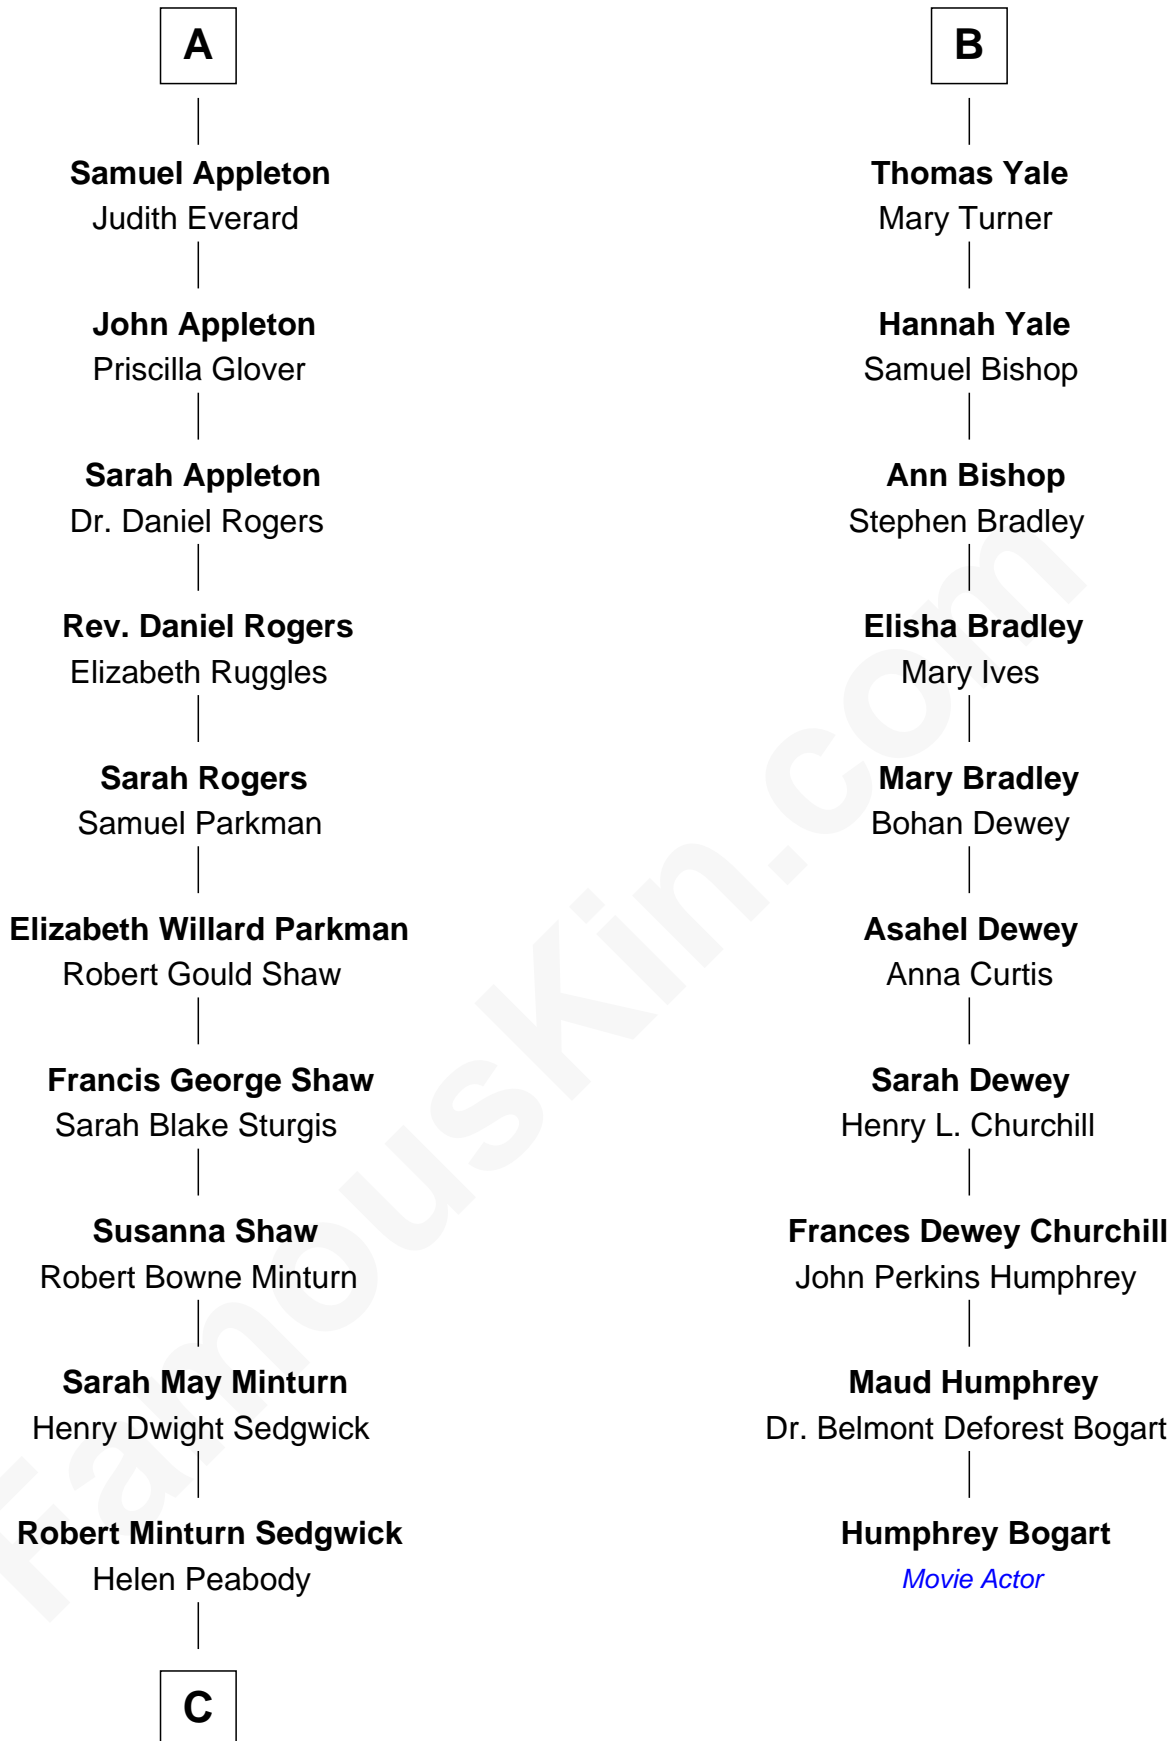 A
Samuel Appleton
Judith Everard
John Appleton
Priscilla Glover
Sarah Appleton
Dr. Daniel Rogers
Rev. Daniel Rogers
Elizabeth Ruggles
Sarah Rogers
Samuel Parkman
Elizabeth Willard Parkman
Robert Gould Shaw
Francis George Shaw
Sarah Blake Sturgis
Susanna Shaw
Robert Bowne Minturn
Sarah May Minturn
Henry Dwight Sedgwick
Robert Minturn Sedgwick
Helen Peabody
C
B
Thomas Yale
Mary Turner
Hannah Yale
Samuel Bishop
Ann Bishop
Stephen Bradley
Elisha Bradley
Mary Ives
Mary Bradley
Bohan Dewey
Asahel Dewey
Anna Curtis
Sarah Dewey
Henry L. Churchill
Frances Dewey Churchill
John Perkins Humphrey
Maud Humphrey
Dr. Belmont Deforest Bogart
Humphrey Bogart
Movie Actor
FamousKin.com